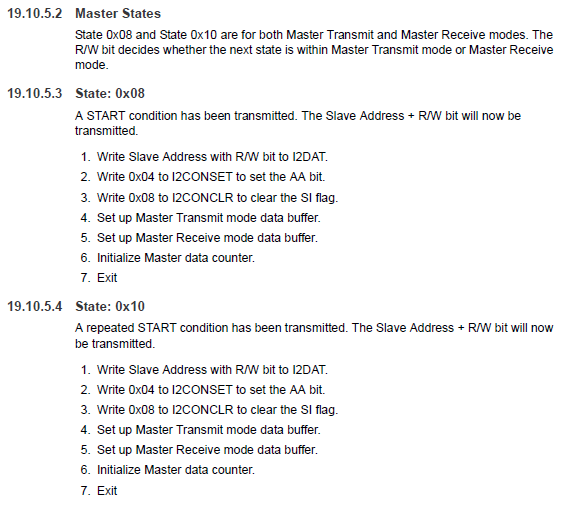 19.10.5.2 Master States
State 0x08 and State 0x10 are for both Master Transmit and Master Receive modes. The
R/W bit decides whether the next state is within Master Transmit mode or Master Receive
mode.
19.10.5.3 State: 0x08
A START condition has been transmitted. The Slave Address + R/W bit will now be
transmitted.
1. Write Slave Address with R/W bit to I2DAT.
2. Write 0x04 to I2CONSET to set the AA bit.
3. Write 0x08 to I2CONCLR to clear the SI flag.
4. Set up Master Transmit mode data buffer.
5. Set up Master Receive mode data buffer.
6. Initialize Master data counter.
7. Exit
19.10.5.4 State: 0x10
A repeated START condition has been transmitted. The Slave Address + R/W bit will now
be transmitted.
1. Write Slave Address with R/W bit to I2DAT.
2. Write 0x04 to I2CONSET to set the AA bit.
3. Write 0x08 to I2CONCLR to clear the SI flag.
4. Set up Master Transmit mode data buffer.
5. Set up Master Receive mode data buffer.
6. Initialize Master data counter.
7. Exit